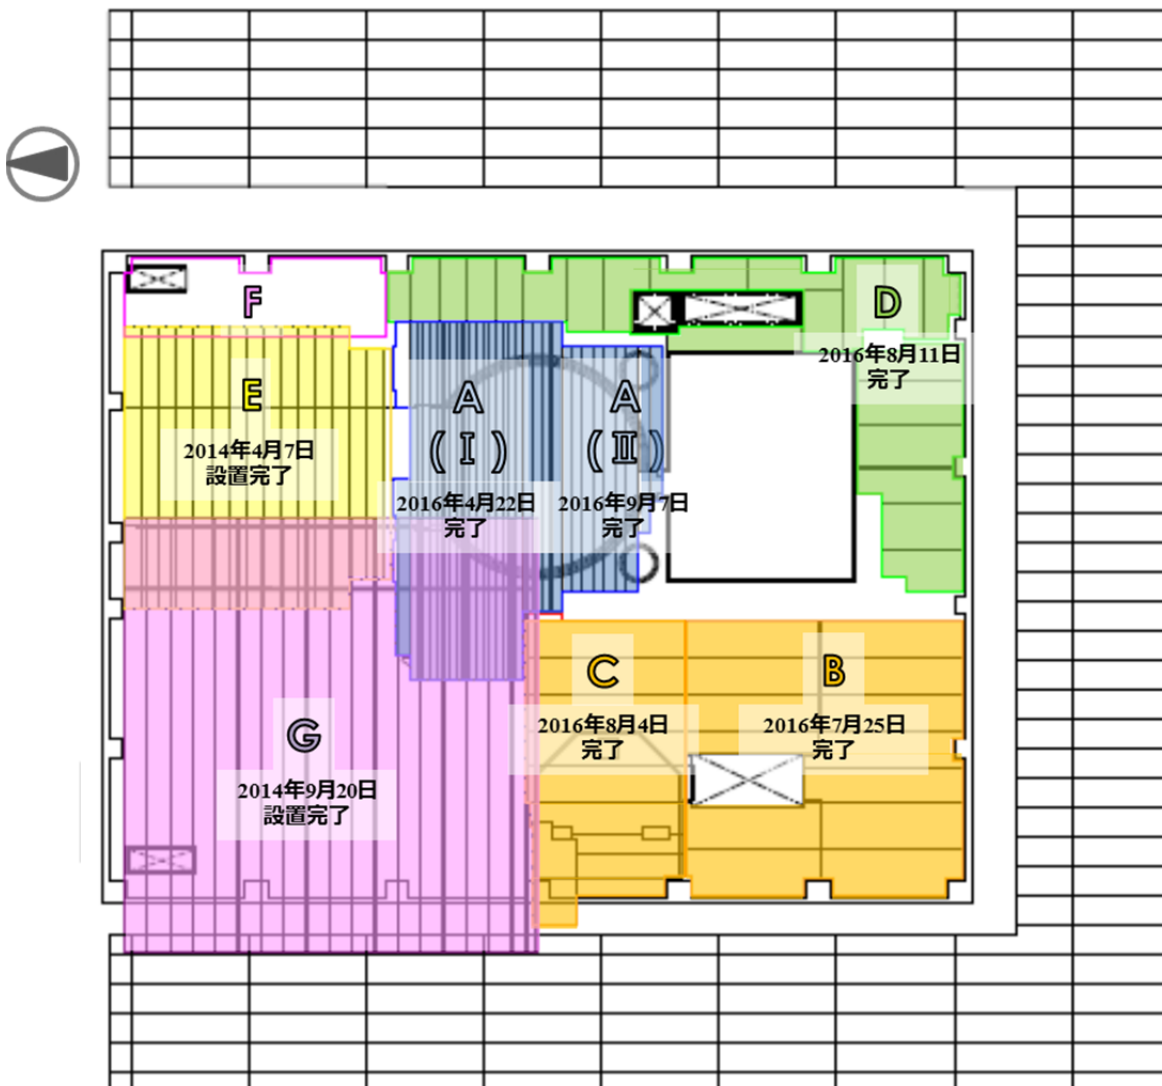 F
D
2016年8月11日
完了
E
2014年4月7日
設置完了
A
(Ⅰ)
2016年4月22日
完了
A
(Ⅱ)
2016年9月7日
完了
G
2014年9月20日
設置完了
C
2016年8月4日
完了
B
2016年7月25日
完了